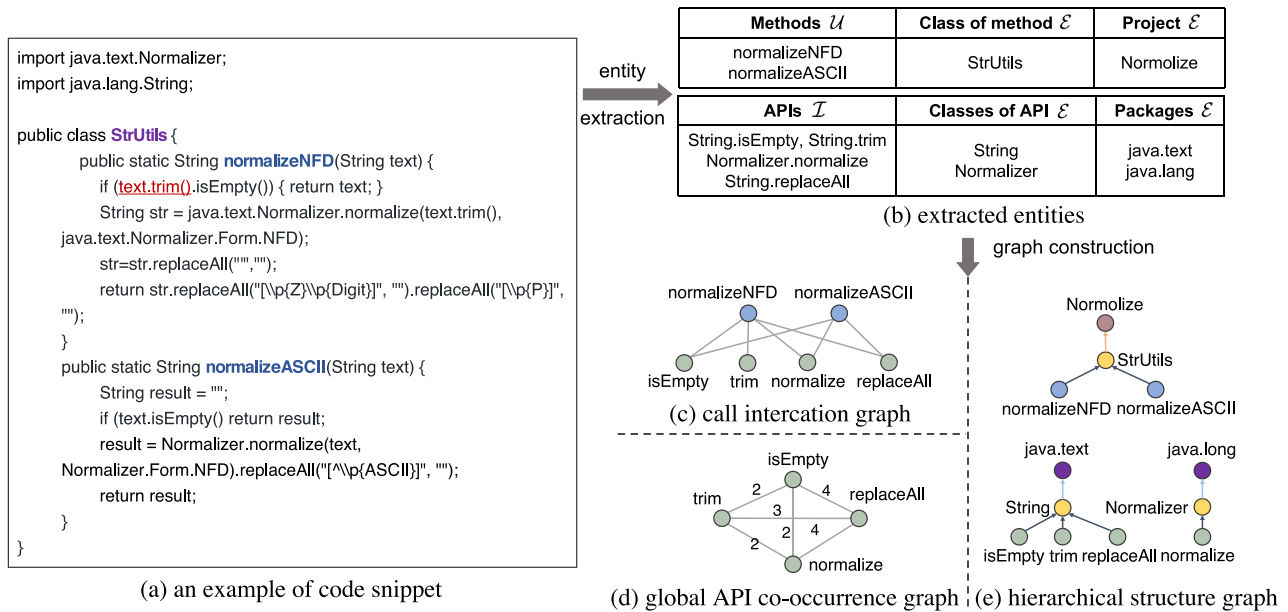 import java.text.Normalizer;
import java.lang.String;
public class StrUtils {
public static String normalizeNFD(String text) {
if (text.trim().isEmpty()) { return text; }
String str = java.text.Normalizer.normalize(text.trim(),
java.text.Normalizer.Form.NFD);
str=str.replaceAll("'","");
return str.replaceAll("[\\p{Z}\\p{Digit}]", "").replaceAll("[\\p{P}]",
"");
}
public static String normalizeASCII(String text) {
String result = "";
if (text.isEmpty() return result;
result = Normalizer.normalize(text,
Normalizer.Form.NFD).replaceAll("[^\\p{ASCII}]", "");
return result;
}
}
(a) an example of code snippet
entity
extraction
Methods 𝒰 Class of method ℰ Project ℰ
normalizeNFD
normalizeASCII
StrUtils
Normolize
APIs ℐ Classes of API ℰ Packages ℰ
String.isEmpty, String.trim
Normalizer.normalize
String.replaceAll
String
Normalizer
java.text
java.lang
(b) extracted entities
graph construction
normalizeNFD normalizeASCII
isEmpty trim normalize replaceAll
(c) call intercation graph
isEmpty
trim
replaceAll
normalize
2
4
3
2
2
4
(d) global API co-occurrence graph
Normolize
StrUtils
normalizeNFD normalizeASCII
java.text
java.long
String
Normalizer
isEmpty trim replaceAll normalize
(e) hierarchical structure graph